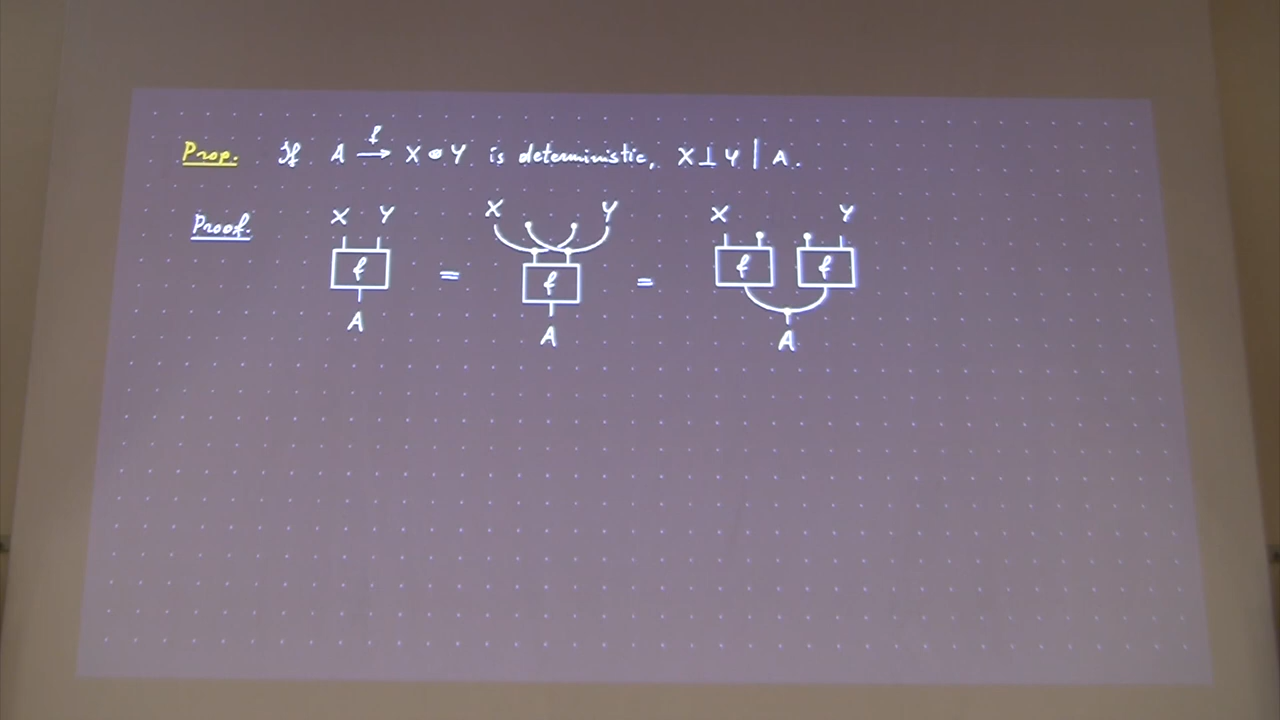 Prop. If A f→ X⊗Y is deterministic, X⊥Y | A.
Proof. X Y X Y X Y
f = f = f f
A A A